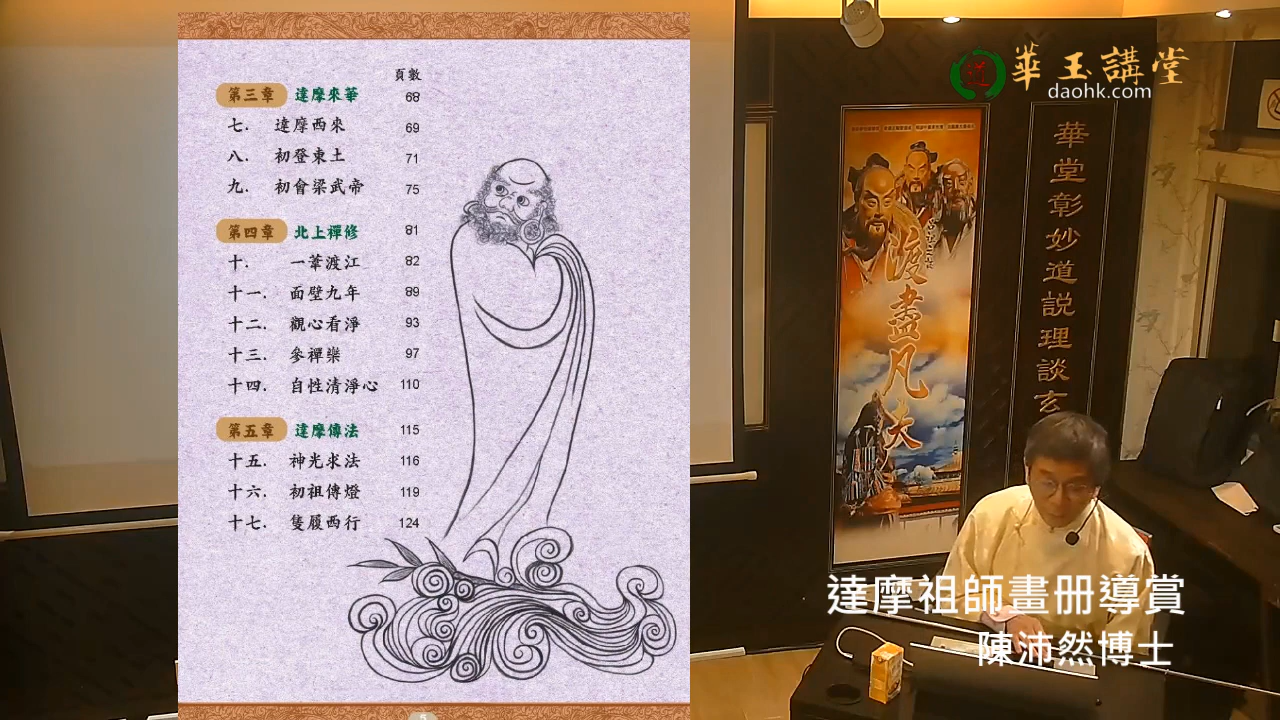 頁數
第三章 達摩來華 68
七. 達摩西來 69
八. 初登東土 71
九. 初會梁武帝 75
第四章 北上禪修 81
十. 一葦渡江 82
十一. 面壁九年 89
十二. 觀心看淨 93
十三. 參禪樂 97
十四. 自性清淨心 110
第五章 達摩傳法 115
十五. 神光求法 116
十六. 初祖傳燈 119
十七. 隻履西行 124
5
道
華玉講堂
daohk.com
渡盡凡夫
華堂彰妙道說理談玄
達摩祖師畫册導賞
陳沛然博士